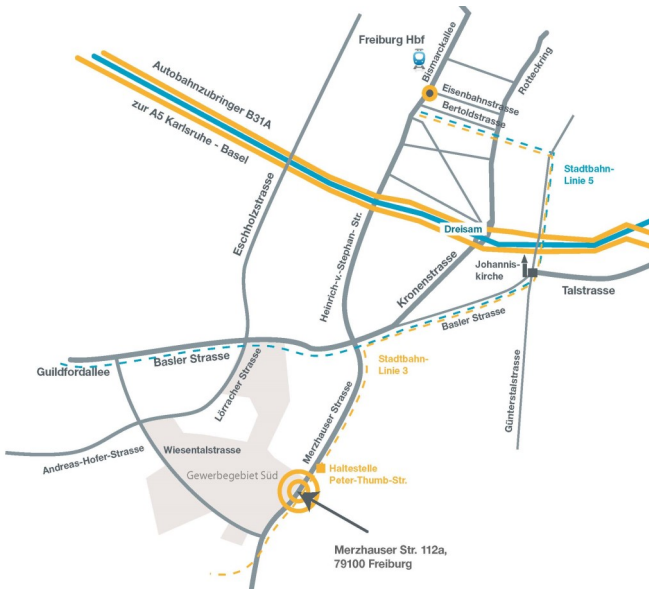 Freiburg Hbf
Bismarckallee
Rotteckring
Autobahnzubringer B31A
zur A5 Karlsruhe - Basel
Eisenbahnstrasse
Bertoldstrasse
Stadtbahn-
Linie 5
Eschholzstrasse
Heinrich-v.-Stephan- Str.
Dreisam
Kronenstrasse
Johannis-
kirche
Talstrasse
Basler Strasse
Basler Strasse
Guildfordallee
Lörracher Strasse
Stadtbahn-
Linie 3
Günterstalstrasse
Merzhauser Strasse
Andreas-Hofer-Strasse
Wiesentalstrasse
Gewerbegebiet Süd
Haltestelle
Peter-Thumb-Str.
Merzhauser Str. 112a,
79100 Freiburg